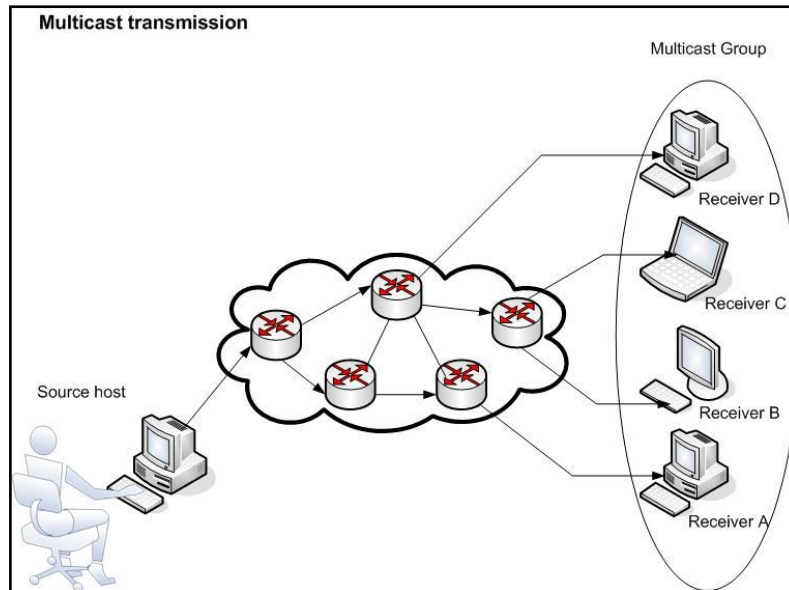 Multicast transmission
Multicast Group
Receiver D
Receiver C
Source host
Receiver B
Receiver A